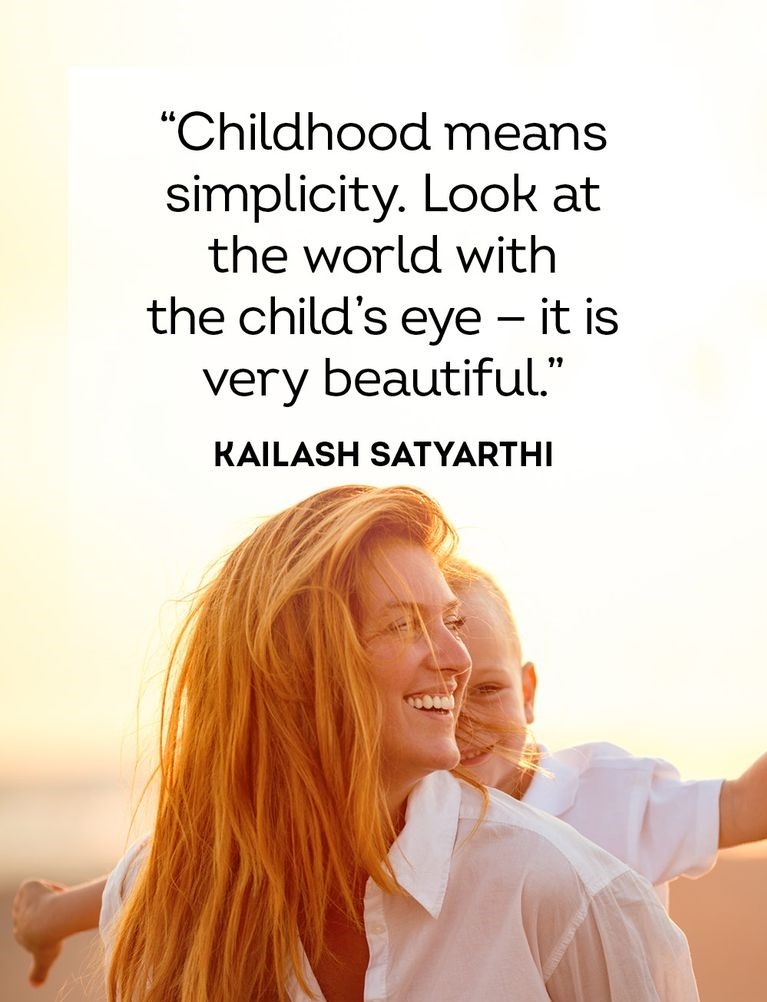 “Childhood means
simplicity. Look at
the world with
the child’s eye – it is
very beautiful.”
KAILASH SATYARTHI